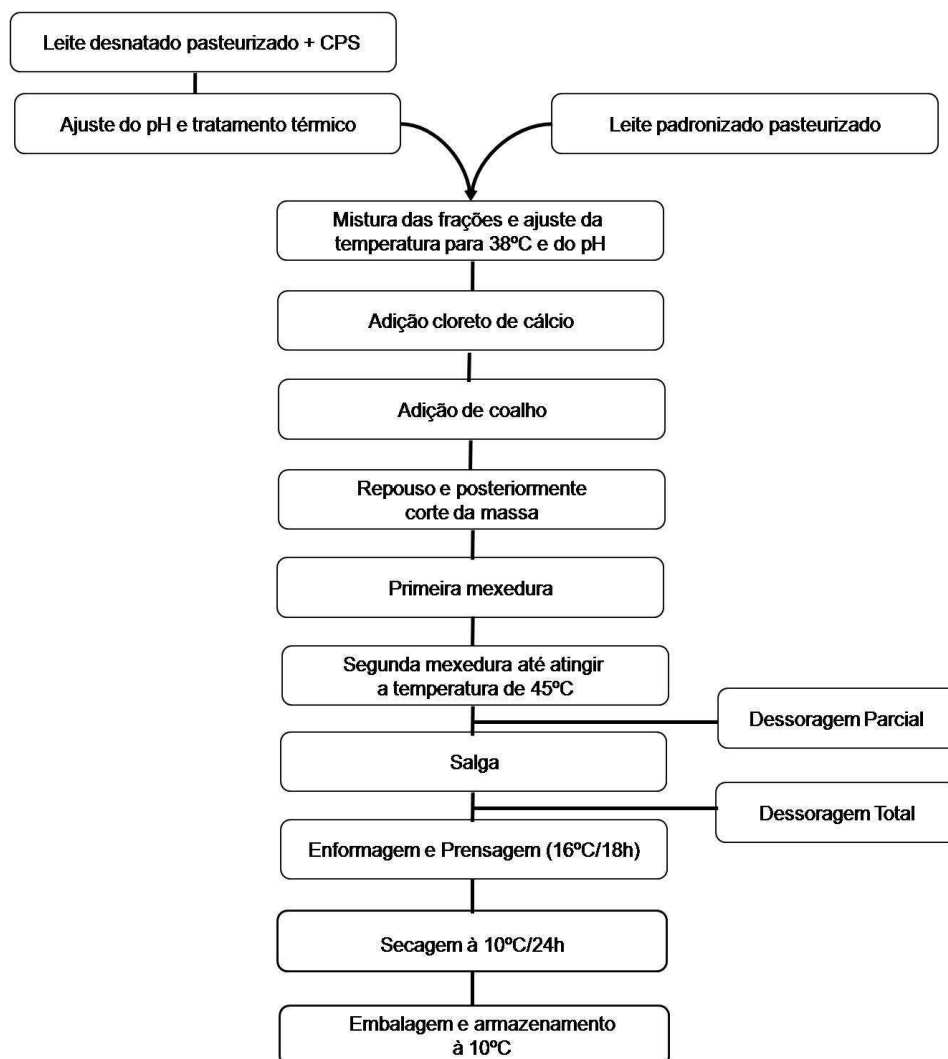 Leite desnatado pasteurizado + CPS
Ajuste do pH e tratamento térmico
Leite padronizado pasteurizado
Mistura das frações e ajuste da
temperatura para 38ºC e do pH
Adição cloreto de cálcio
Adição de coalho
Repouso e posteriormente
corte da massa
Primeira mexedura
Segunda mexedura até atingir
a temperatura de 45ºC
Dessoragem Parcial
Salga
Dessoragem Total
Enformagem e Prensagem (16ºC/18h)
Secagem à 10ºC/24h
Embalagem e armazenamento
à 10ºC